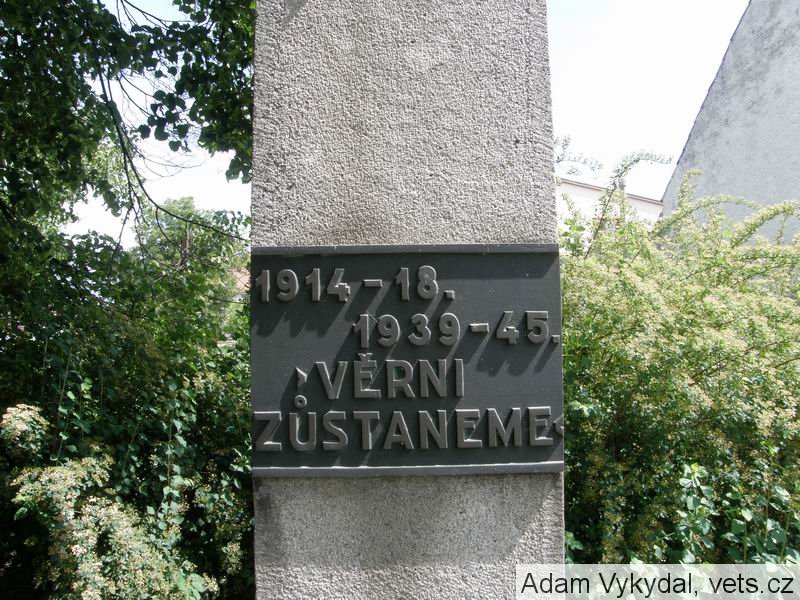 1914-18.
1939-45.
VĚRNI
ZŮSTANEME
Adam Vykydal, vets.cz